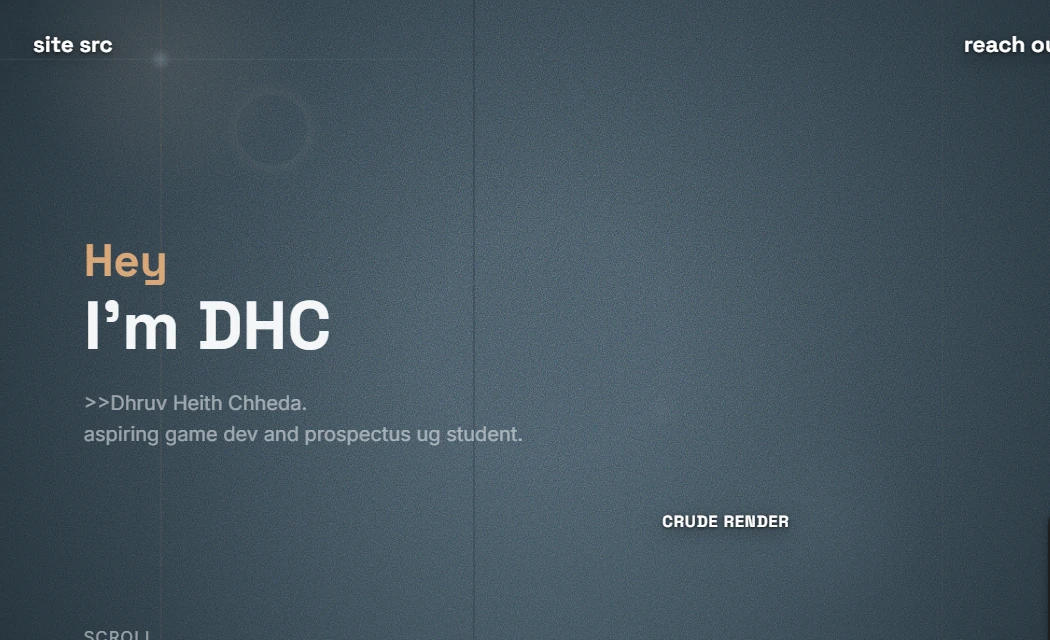 site src
reach ou
Hey
I’m DHC
>>Dhruv Heith Chheda.
aspiring game dev and prospectus ug student.
CRUDE RENDER
SCROLL